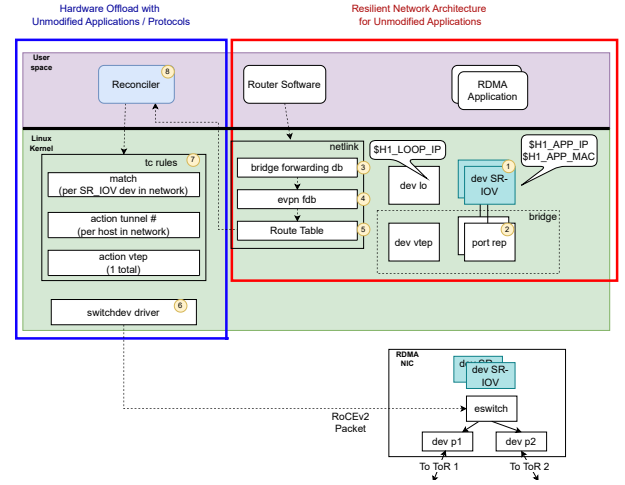 Hardware Offload with
Unmodified Applications / Protocols
Resilient Network Architecture
for Unmodified Applications
User
space
Reconciler
8
Router Software
RDMA
Application
Linux
Kernel
tc rules
7
match
(per SR_IOV dev in network)
action tunnel #
(per host in network)
action vtep
(1 total)
switchdev driver
6
netlink
bridge forwarding db
3
evpn fdb
4
Route Table
5
$H1_LOOP_IP
dev lo
$H1_APP_IP
$H1_APP_MAC
1
dev SR-
IOV
bridge
dev vtep
2
port rep
RDMA
NIC
dev SR-
dev SR-
IOV
eswitch
RoCEv2
Packet
dev p1
dev p2
To ToR 1
To ToR 2